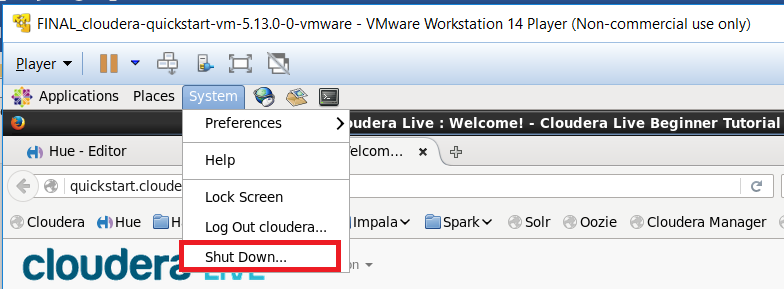 FINAL_cloudera-quickstart-vm-5.13.0-0-vmware - VMware Workstation 14 Player (Non-commercial use only)
Player
Applications Places System
Preferences
Help
Lock Screen
Log Out cloudera...
Shut Down...
loudera Live : Welcome! - Cloudera Live Beginner Tutorial
Hue - Editor elcom...
quickstart.cloude
Cloudera Hue H Impala Spark Solr Oozie Cloudera Manager
cloudera LIVE on